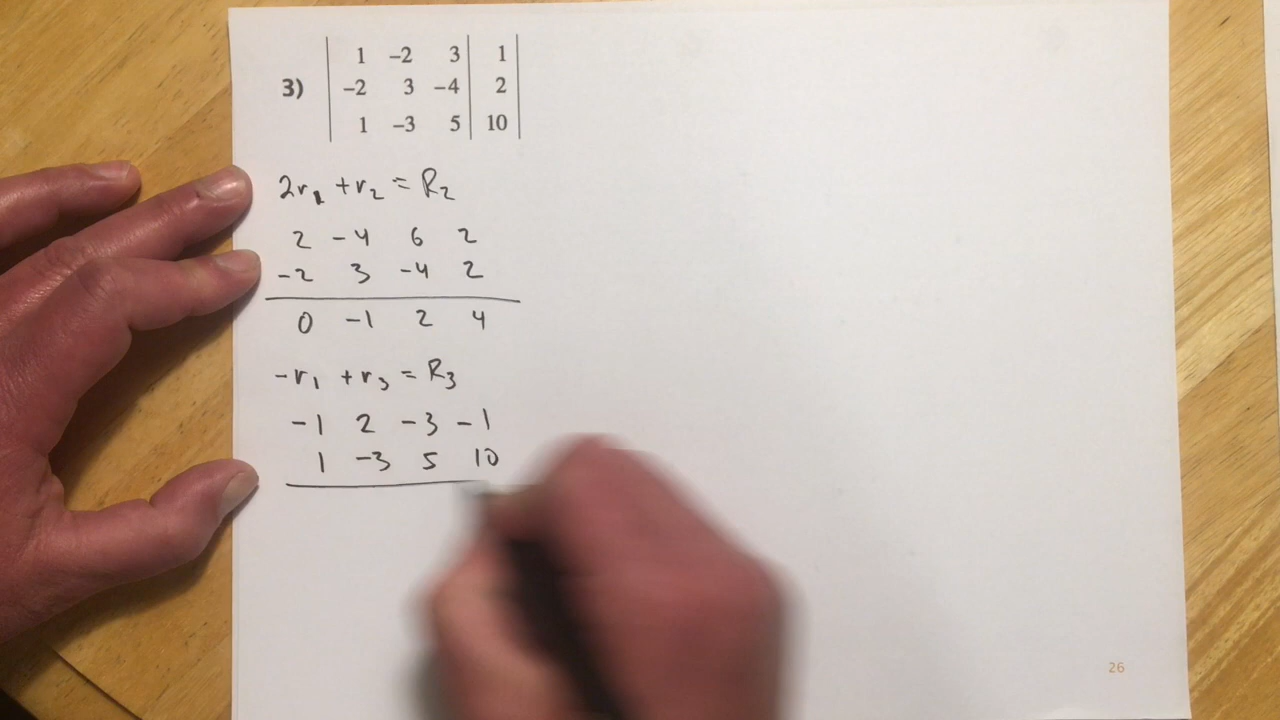 1 -2 3 1
3) -2 3 -4 2
1 -3 5 10
2r₁ + r₂ = R₂
2 -4 6 2
-2 3 -4 2
0 -1 2 4
-r₁ + r₃ = R₃
-1 2 -3 -1
1 -3 5 10
26